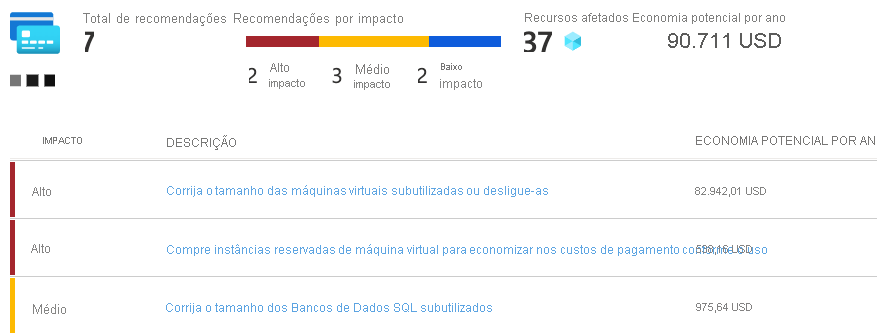 Total de recomendações
7
Recomendações por impacto
2 Alto impacto
3 Médio impacto
2 Baixo impacto
Recursos afetados
37
Economia potencial por ano
90.711 USD
IMPACTO DESCRIÇÃO ECONOMIA POTENCIAL POR AN
Alto Corrija o tamanho das máquinas virtuais subutilizadas ou desligue-as 82.942,01 USD
Alto Compre instâncias reservadas de máquina virtual para economizar nos custos de pagamento conforme o uso USD
Médio Corrija o tamanho dos Bancos de Dados SQL subutilizados 975,64 USD